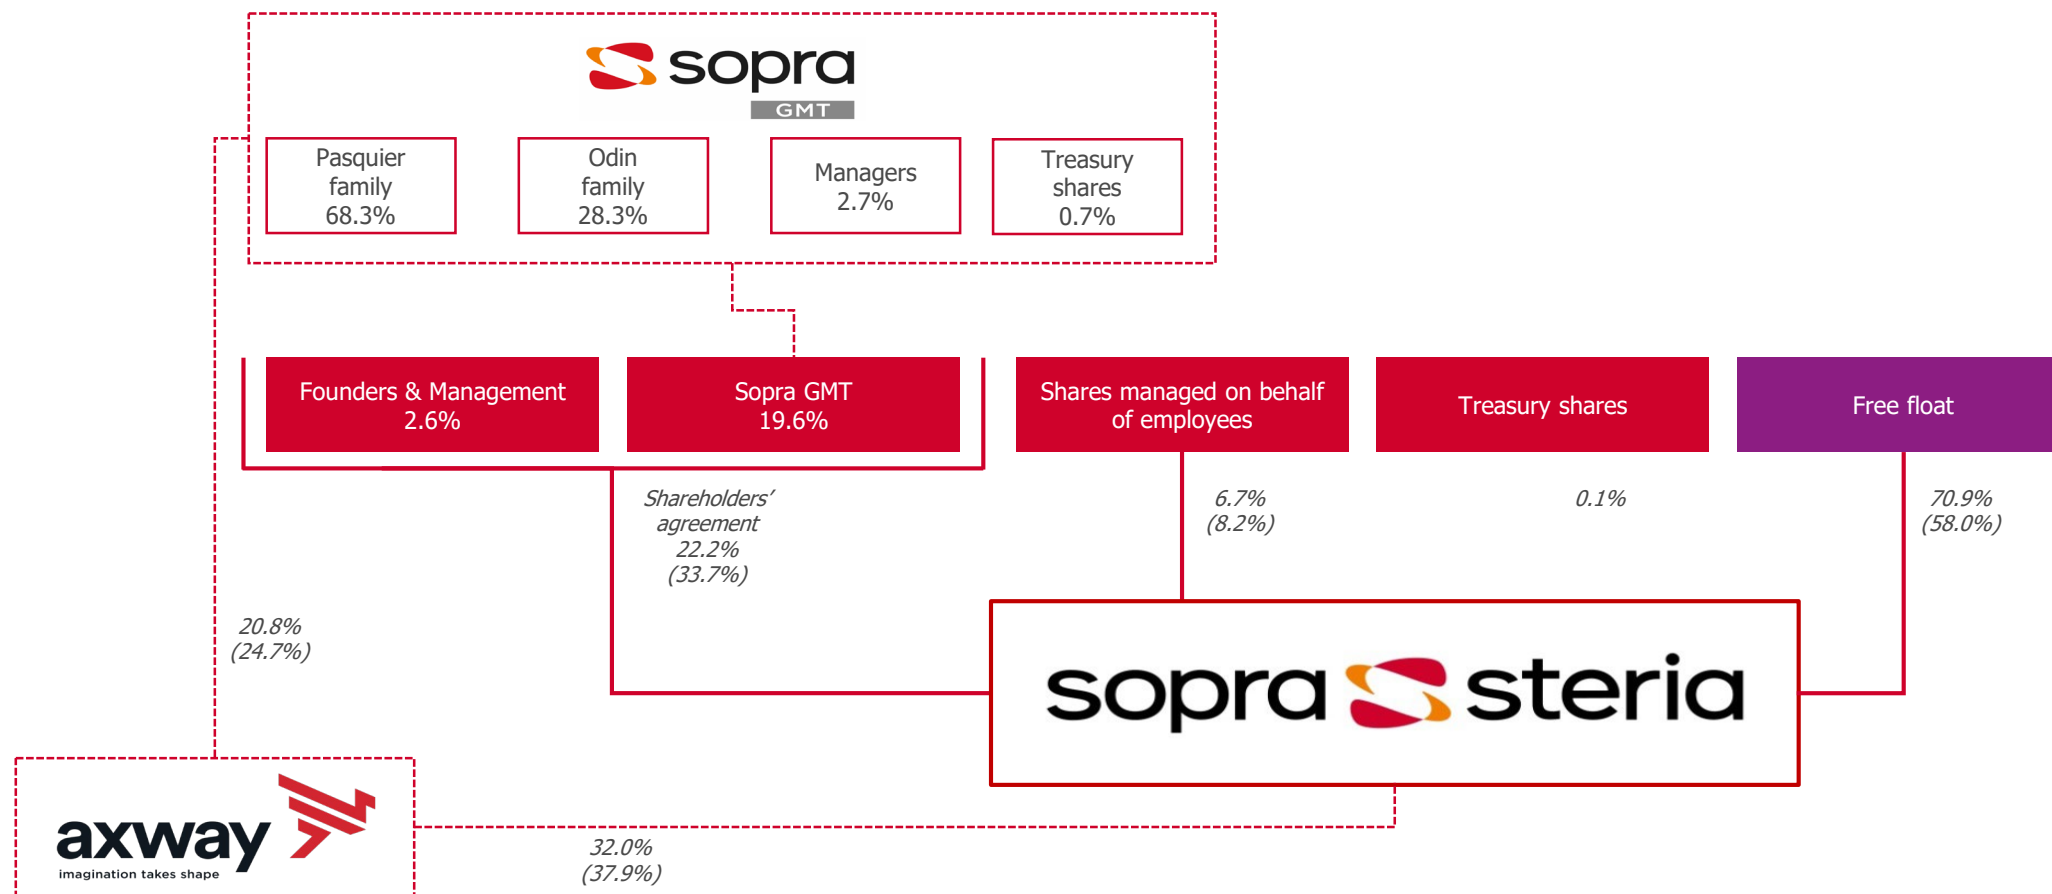 sopra
GMT
Pasquier
family
68.3%
Odin
family
28.3%
Managers
2.7%
Treasury
shares
0.7%
Founders & Management
2.6%
Sopra GMT
19.6%
Shares managed on behalf
of employees
Treasury shares
Free float
Shareholders’
agreement
22.2%
(33.7%)
6.7%
(8.2%)
0.1%
70.9%
(58.0%)
20.8%
(24.7%)
sopra steria
axway
imagination takes shape
32.0%
(37.9%)